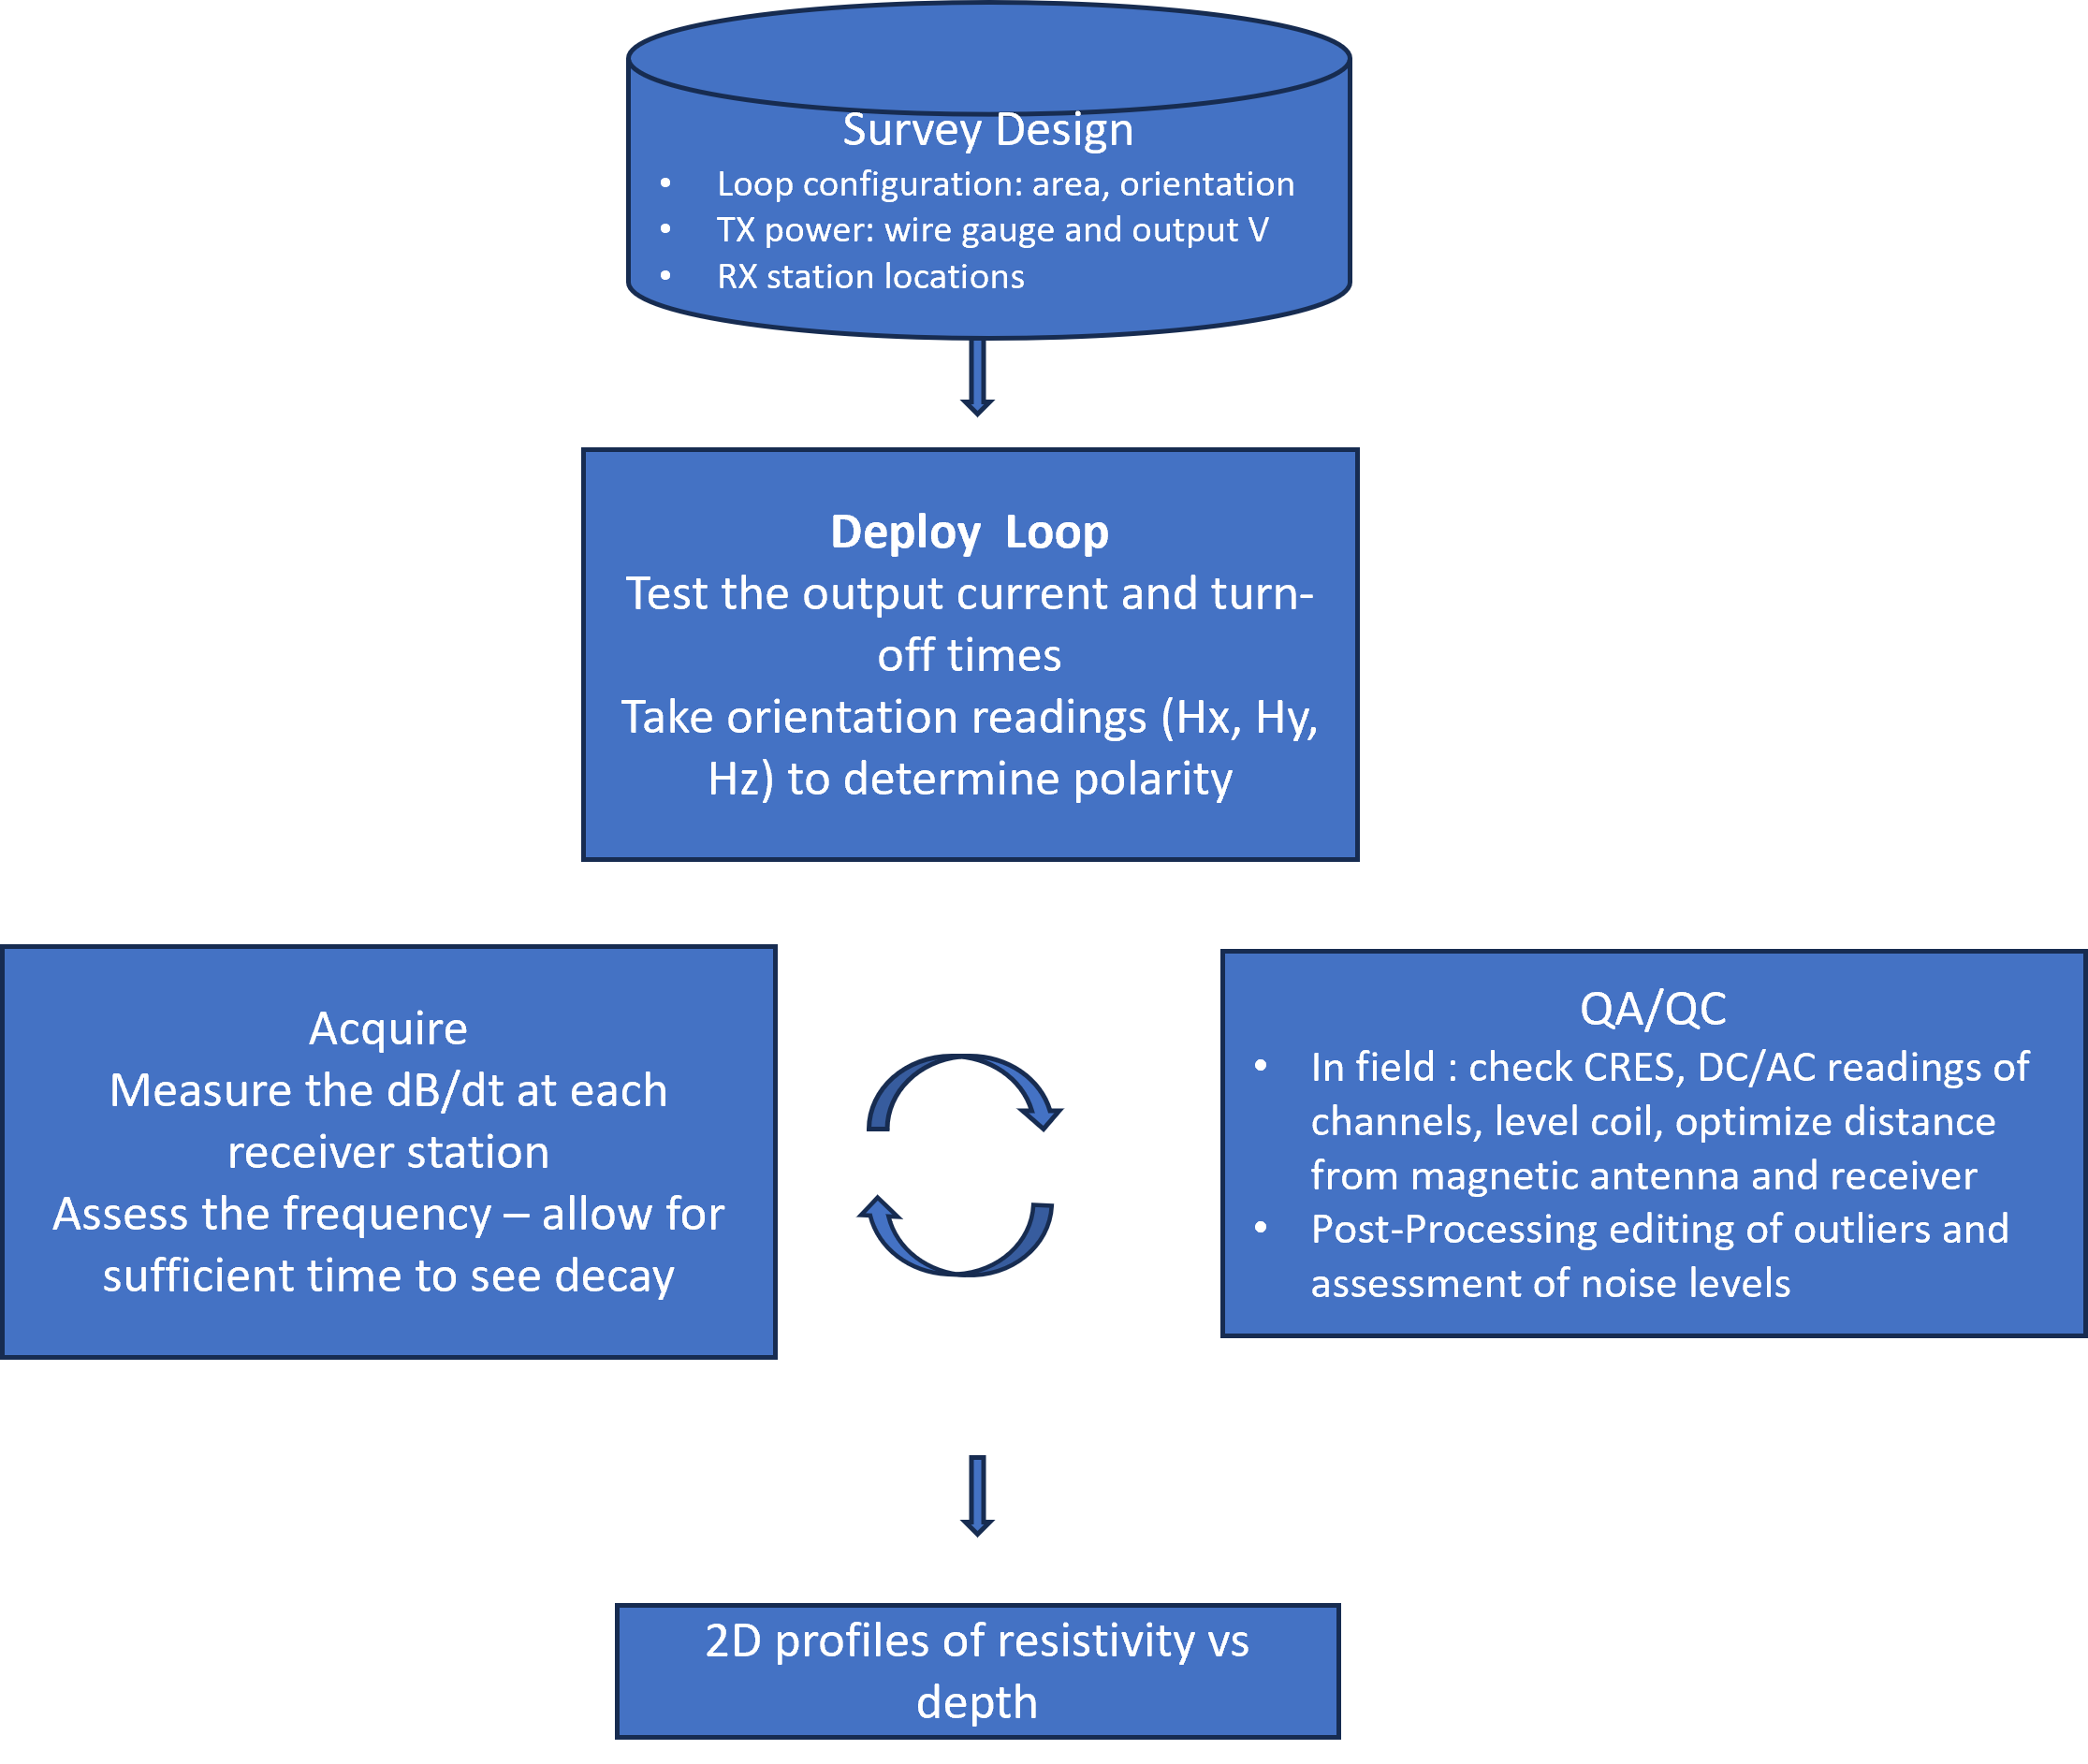 Survey Design
• Loop configuration: area, orientation
• TX power: wire gauge and output V
• RX station locations
Deploy  Loop
Test the output current and turn-
off times
Take orientation readings (Hx, Hy,
Hz) to determine polarity
Acquire
Measure the dB/dt at each
receiver station
Assess the frequency – allow for
sufficient time to see decay
QA/QC
• In field : check CRES, DC/AC readings of
channels, level coil, optimize distance
from magnetic antenna and receiver
• Post-Processing editing of outliers and
assessment of noise levels
2D profiles of resistivity vs
depth